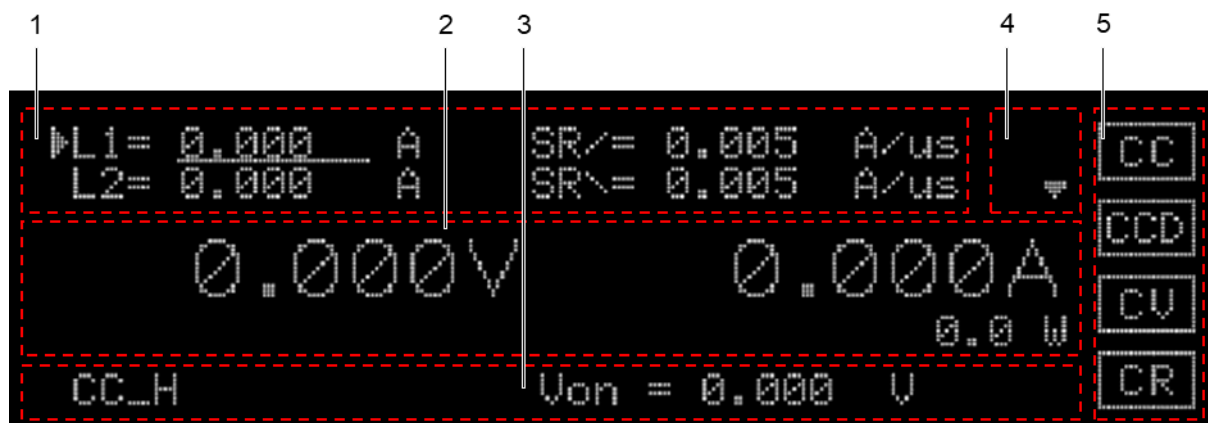 1 2 3 4 5
L1= 0.000 A SR/= 0.005 A/us CC
L2= 0.000 A SR\= 0.005 A/us
CCD
0.000V 0.000A
CV
0.0 W
CC_H Von = 0.000 V CR